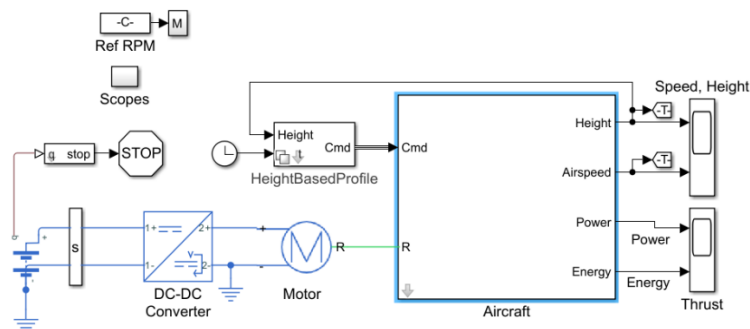 -C-
M
Ref RPM
Scopes
Speed, Height
-T-
Height
Height
Cmd
Cmd
HeightBasedProfile
q stop
STOP
Airspeed
-T-
Power
Power
Energy
Energy
Thrust
R
R
Aircraft
s
+
1+
1-
2+
2-
v
+
-
M
DC-DC
Converter
Motor